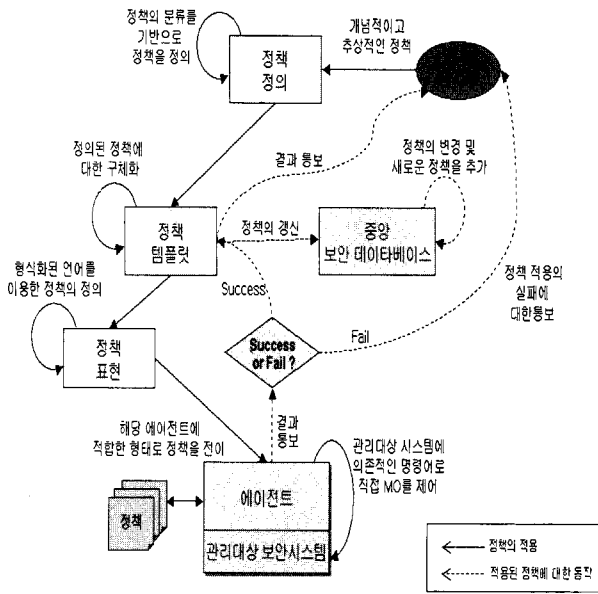 정책의 분류를
기반으로
정책을 정의
정책
정의
개념적이고
추상적인 정책
정의된 정책에
대한 구체화
결과 통보
정책의 변경 및
새로운 정책을 추가
정책
템플릿
정책의 갱신
중앙
보안 데이타베이스
형식화된 언어를
이용한 정책의 정의
Success
정책 적용의
실패에
대한통보
정책
표현
Success
or Fail ?
Fail
해당 에이전트에
적합한 형태로 정책을 전이
결과
통보
관리대상 시스템에
의존적인 명령어로
직접 MO를 제어
정책
에이전트
관리대상 보안시스템
정책의 적용
적용된 정책에 대한 동작